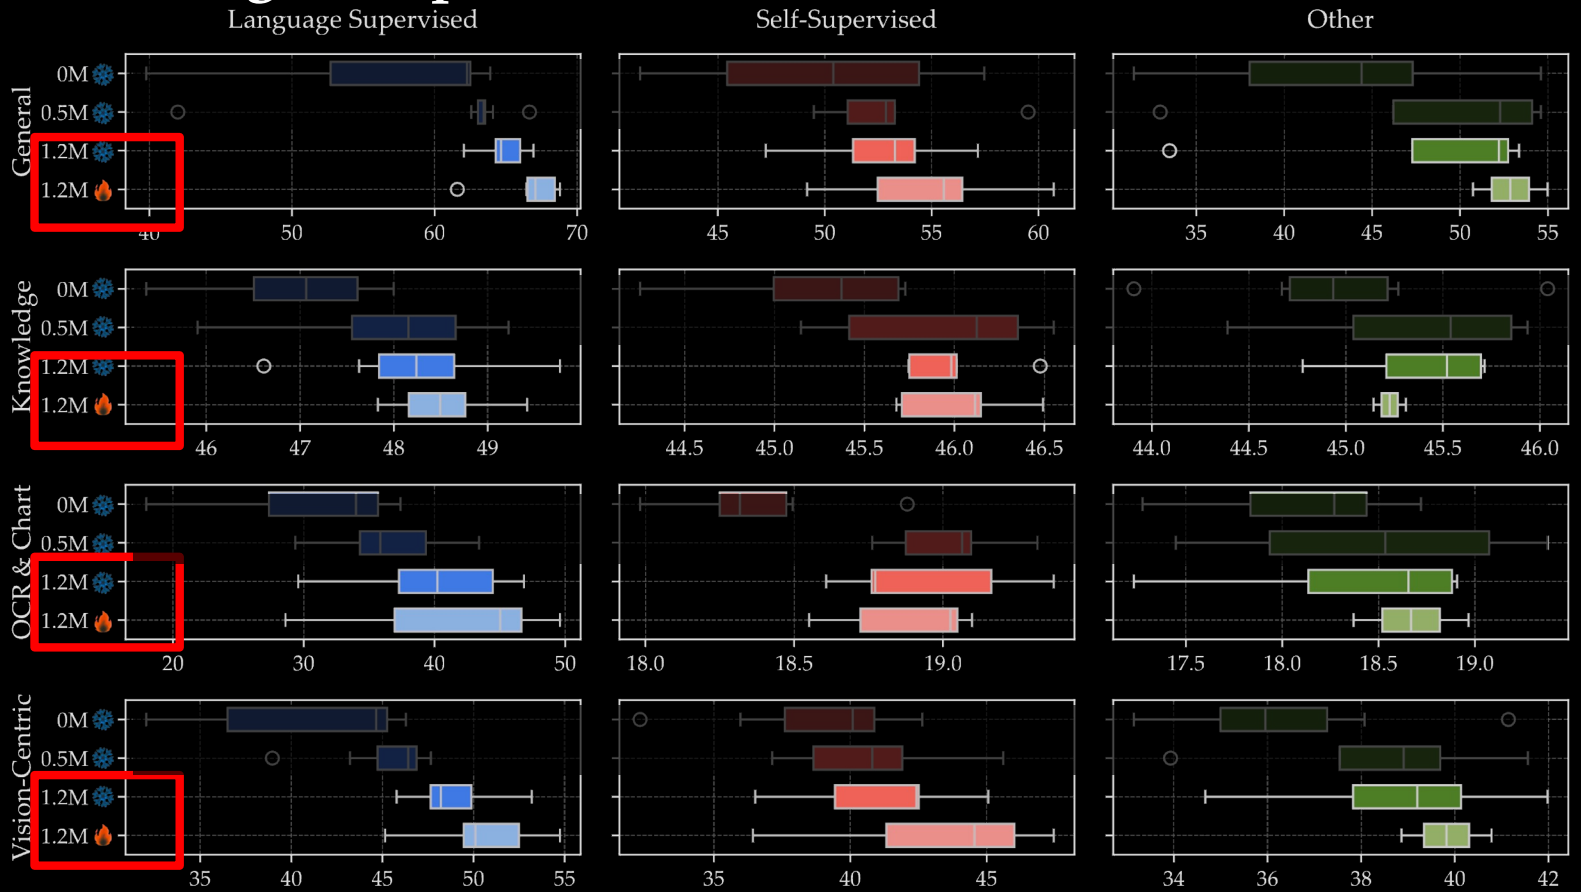 Language Supervised Self-Supervised Other
General
0M
0.5M
1.2M
1.2M
40 50 60 70 45 50 55 60 35 40 45 50 55
Knowledge
0M
0.5M
1.2M
1.2M
46 47 48 49 44.5 45.0 45.5 46.0 46.5 44.0 44.5 45.0 45.5 46.0
OCR & Chart
0M
0.5M
1.2M
1.2M
20 30 40 50 18.0 18.5 19.0 17.5 18.0 18.5 19.0
Vision-Centric
0M
0.5M
1.2M
1.2M
35 40 45 50 55 35 40 45 34 36 38 40 42